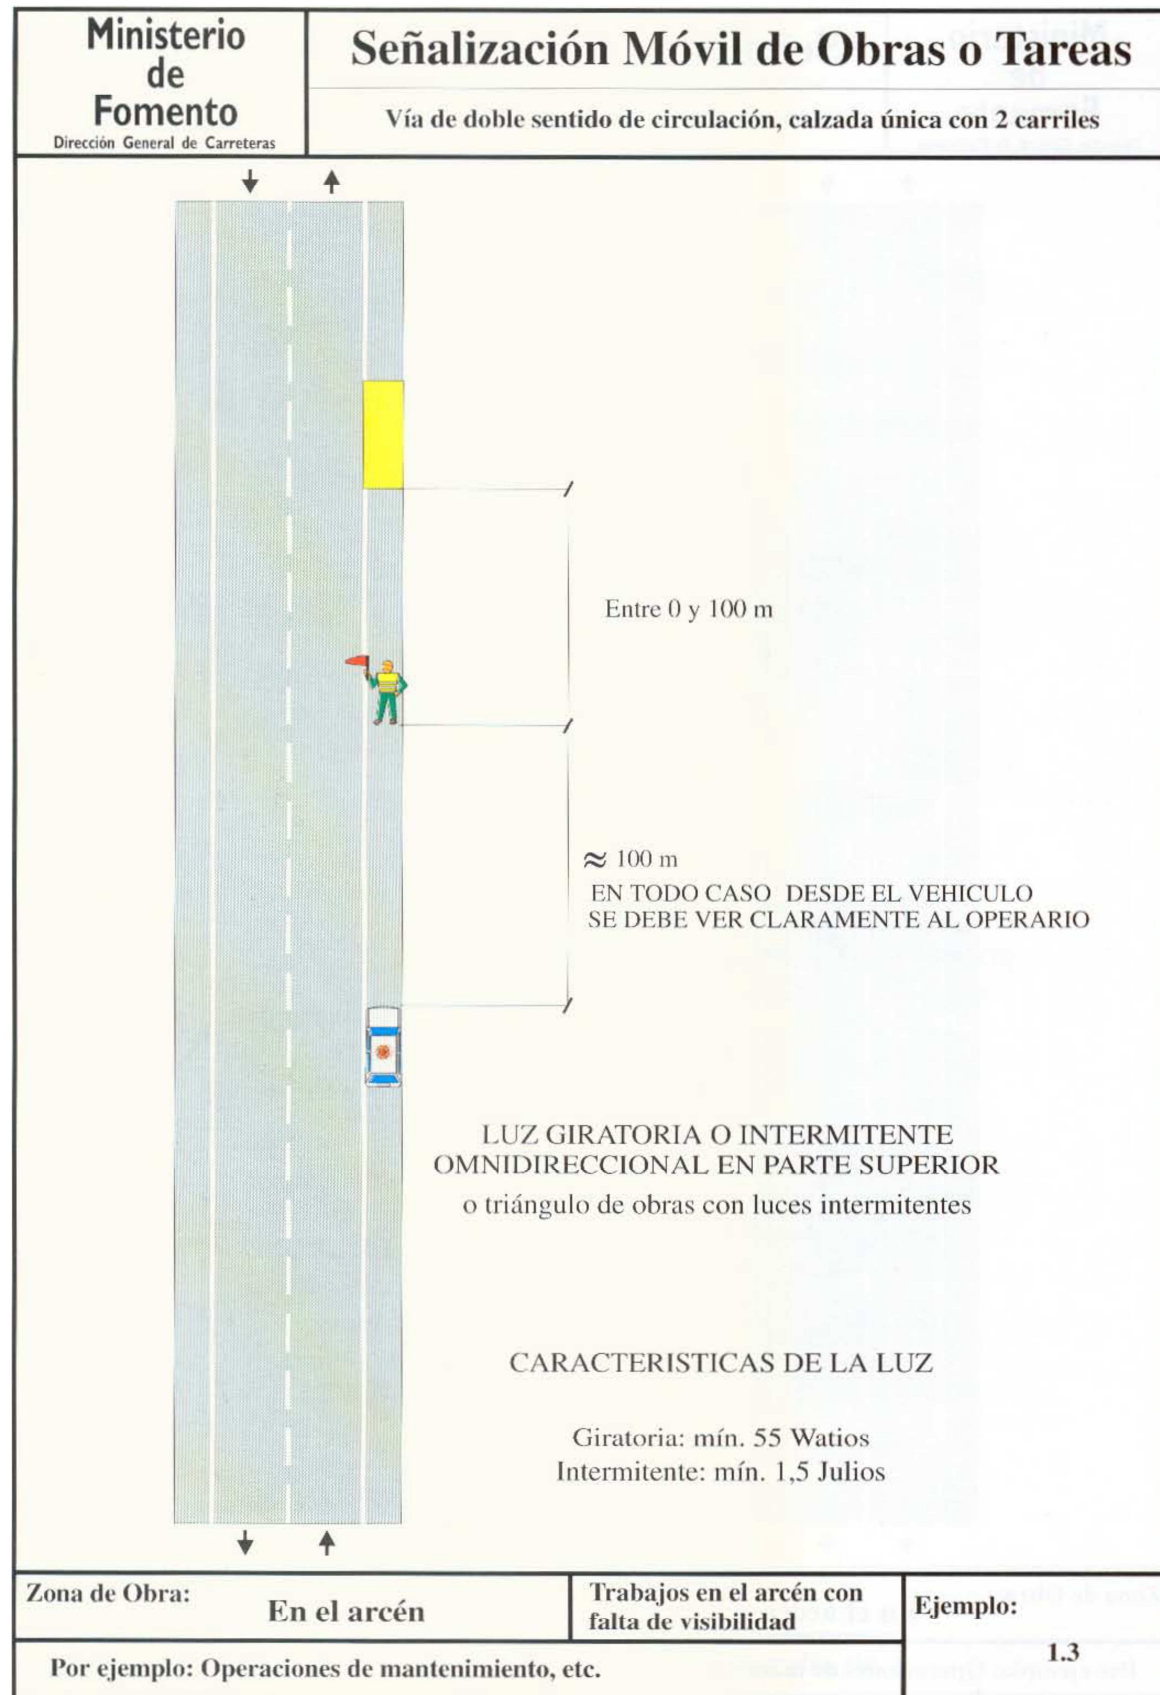 Ministerio
de
Fomento
Dirección General de Carreteras
Señalización Móvil de Obras o Tareas
Vía de doble sentido de circulación, calzada única con 2 carriles
Entre 0 y 100 m
≈ 100 m
EN TODO CASO DESDE EL VEHICULO
SE DEBE VER CLARAMENTE AL OPERARIO
LUZ GIRATORIA O INTERMITENTE
OMNIDIRECCIONAL EN PARTE SUPERIOR
o triángulo de obras con luces intermitentes
CARACTERISTICAS DE LA LUZ
Giratoria: mín. 55 Watios
Intermitente: mín. 1,5 Julios
Zona de Obra:
En el arcén
Trabajos en el arcén con
falta de visibilidad
Ejemplo:
1.3
Por ejemplo: Operaciones de mantenimiento, etc.